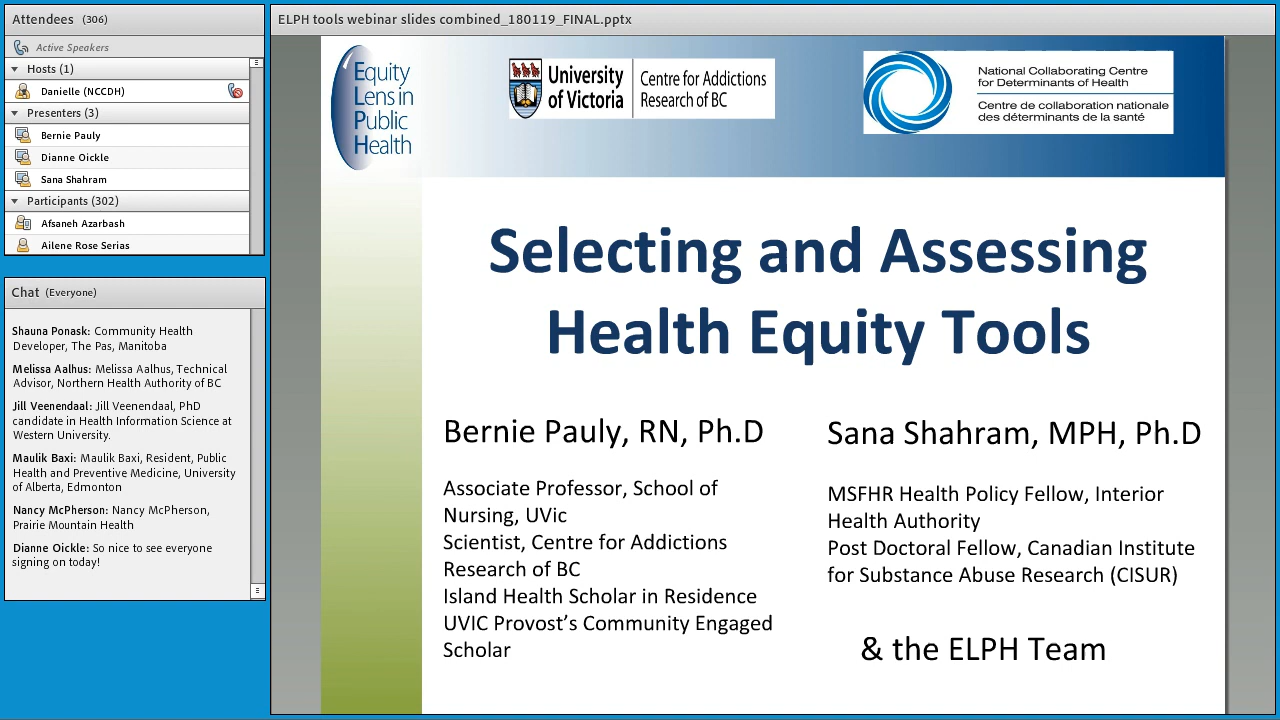 Attendees (306)
Active Speakers
Hosts (1)
Danielle (NCCDH)
Presenters (3)
Bernie Pauly
Dianne Oickle
Sana Shahram
Participants (302)
Afsaneh Azarbash
Ailene Rose Serias
Chat (Everyone)
Shauna Ponask: Community Health
Developer, The Pas, Manitoba
Melissa Aalhus: Melissa Aalhus, Technical
Advisor, Northern Health Authority of BC
Jill Veenendaal: Jill Veenendaal, PhD
candidate in Health Information Science at
Western University.
Maulik Baxi: Maulik Baxi, Resident, Public
Health and Preventive Medicine, University
of Alberta, Edmonton
Nancy McPherson: Nancy McPherson,
Prairie Mountain Health
Dianne Oickle: So nice to see everyone
signing on today!
ELPH tools webinar slides combined_180119_FINAL.pptx
Equity
Lens in
Public
Health
University
of Victoria
Centre for Addictions
Research of BC
National Collaborating Centre
for Determinants of Health
Centre de collaboration nationale
des déterminants de la santé
Selecting and Assessing
Health Equity Tools
Bernie Pauly, RN, Ph.D
Associate Professor, School of
Nursing, UVic
Scientist, Centre for Addictions
Research of BC
Island Health Scholar in Residence
UVIC Provost’s Community Engaged
Scholar
Sana Shahram, MPH, Ph.D
MSFHR Health Policy Fellow, Interior
Health Authority
Post Doctoral Fellow, Canadian Institute
for Substance Abuse Research (CISUR)
& the ELPH Team